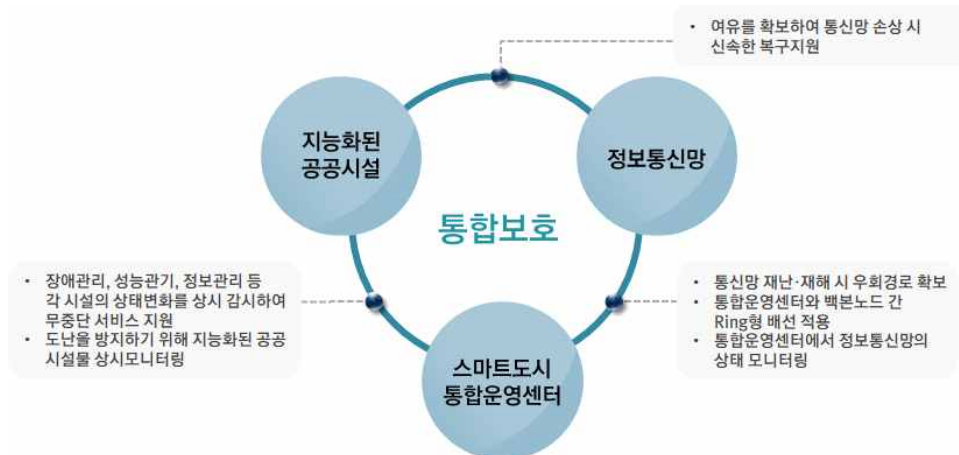 • 여유를 확보하여 통신망 손상 시
신속한 복구지원
지능화된
공공시설
정보통신망
통합보호
• 장애관리, 성능관기, 정보관리 등
각 시설의 상태변화를 상시 감시하여
무중단 서비스 지원
• 도난을 방지하기 위해 지능화된 공공
시설물 상시모니터링
• 통신망 재난·재해 시 우회경로 확보
• 통합운영센터와 백본노드 간
Ring형 배선 적용
• 통합운영센터에서 정보통신망의
상태 모니터링
스마트도시
통합운영센터